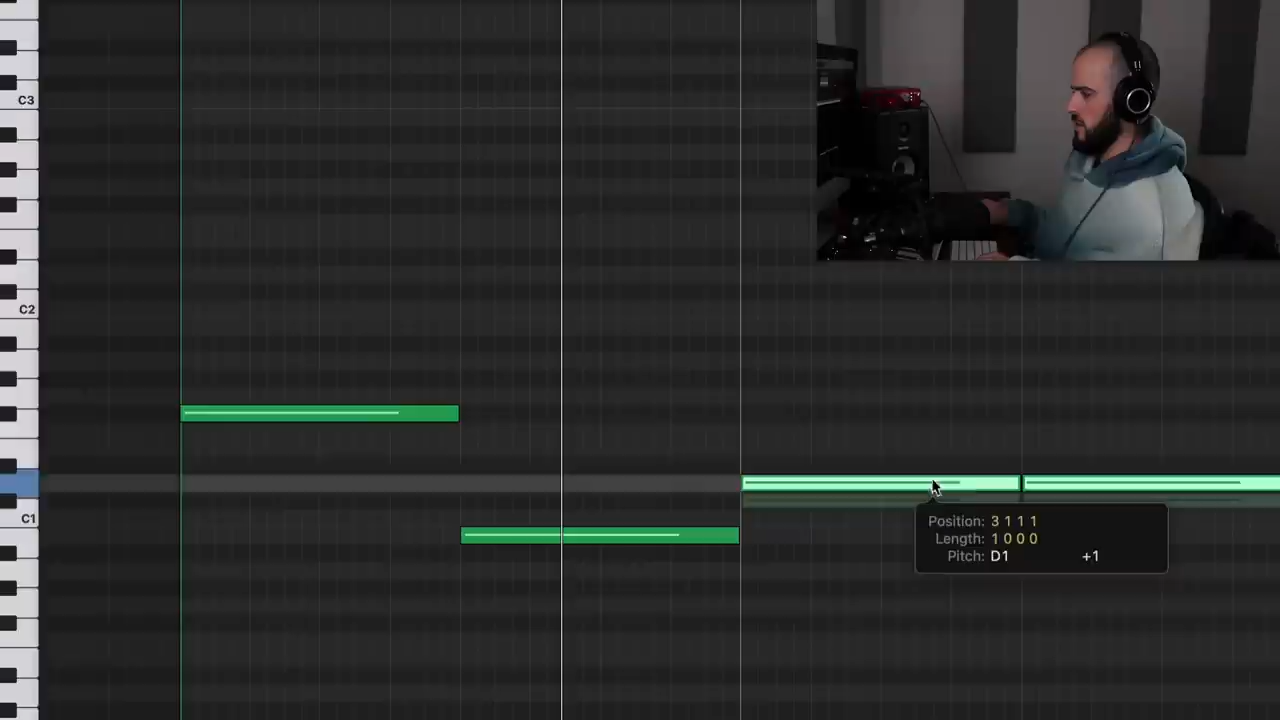 C3
C2
C1
Position: 3 1 1 1
Length: 1 0 0 0
Pitch: D1 +1